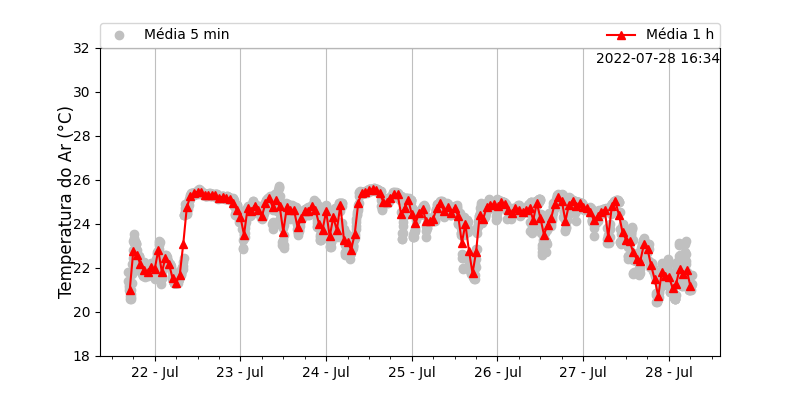 Média 5 min
Média 1 h
2022-07-28 16:34
Temperatura do Ar (°C)
32
30
28
26
24
22
20
18
22 - Jul
23 - Jul
24 - Jul
25 - Jul
26 - Jul
27 - Jul
28 - Jul